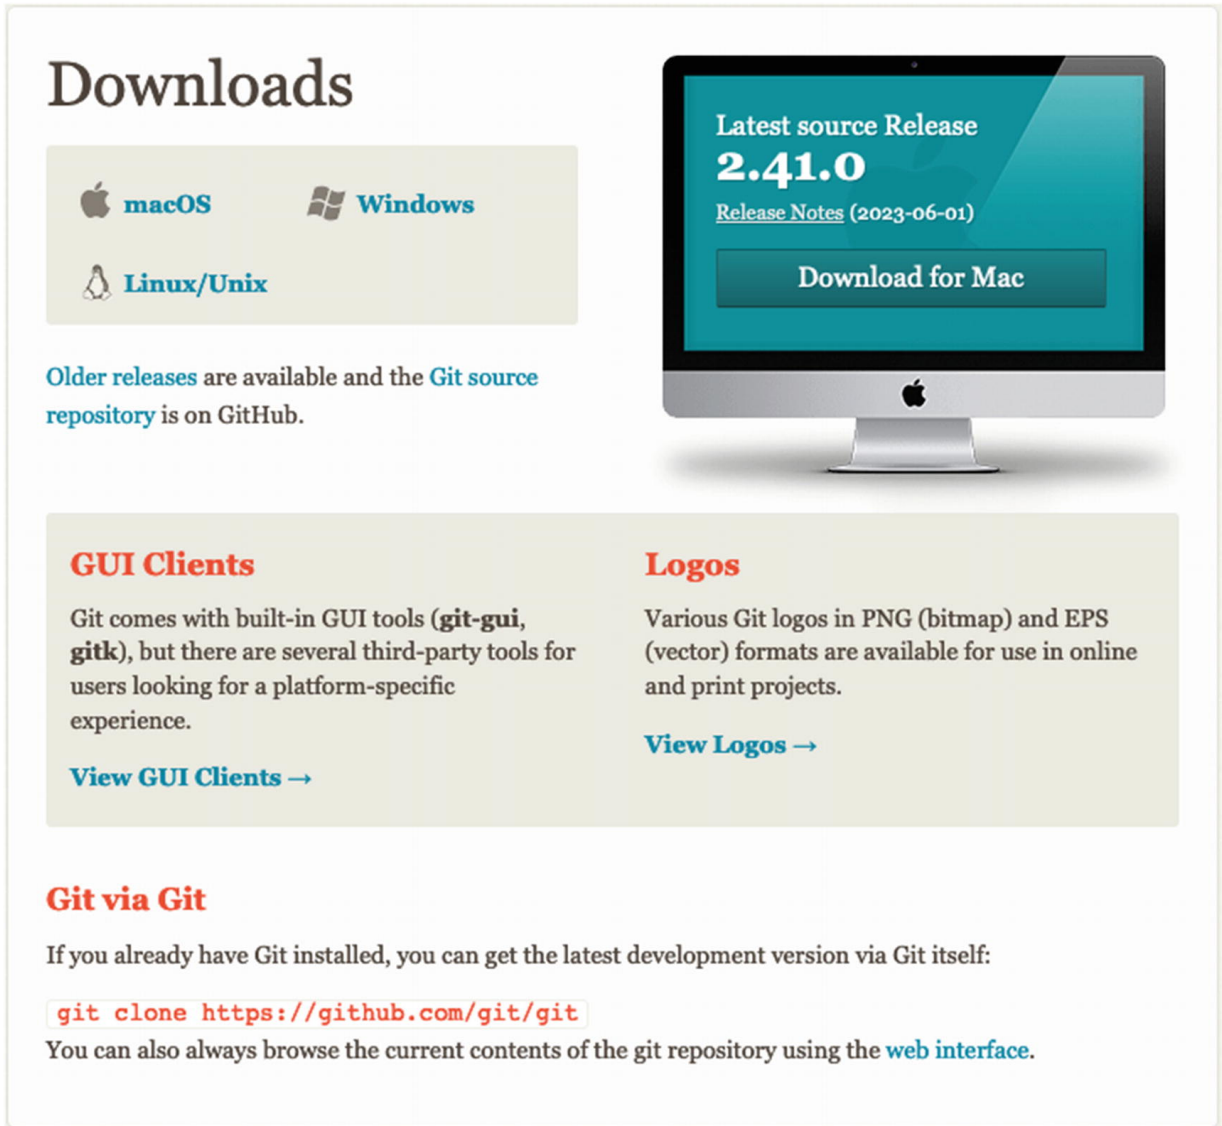 Downloads
macOS
Windows
Linux/Unix
Older releases are available and the Git source
repository is on GitHub.
Latest source Release
2.41.0
Release Notes (2023-06-01)
Download for Mac
GUI Clients
Git comes with built-in GUI tools (git-gui,
gitk), but there are several third-party tools for
users looking for a platform-specific
experience.
View GUI Clients →
Logos
Various Git logos in PNG (bitmap) and EPS
(vector) formats are available for use in online
and print projects.
View Logos →
Git via Git
If you already have Git installed, you can get the latest development version via Git itself:
git clone https://github.com/git/git
You can also always browse the current contents of the git repository using the web interface.